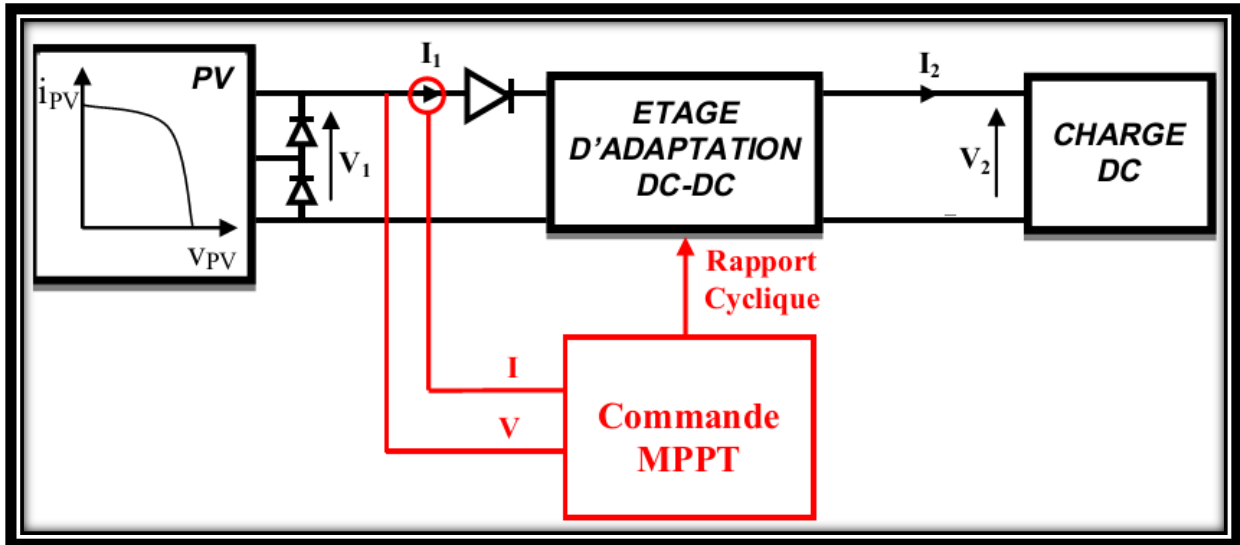 PV
iPV
vPV
V1
I1
ETAGE
D'ADAPTATION
DC-DC
I2
V2
CHARGE
DC
Rapport
Cyclique
I
V
Commande
MPPT